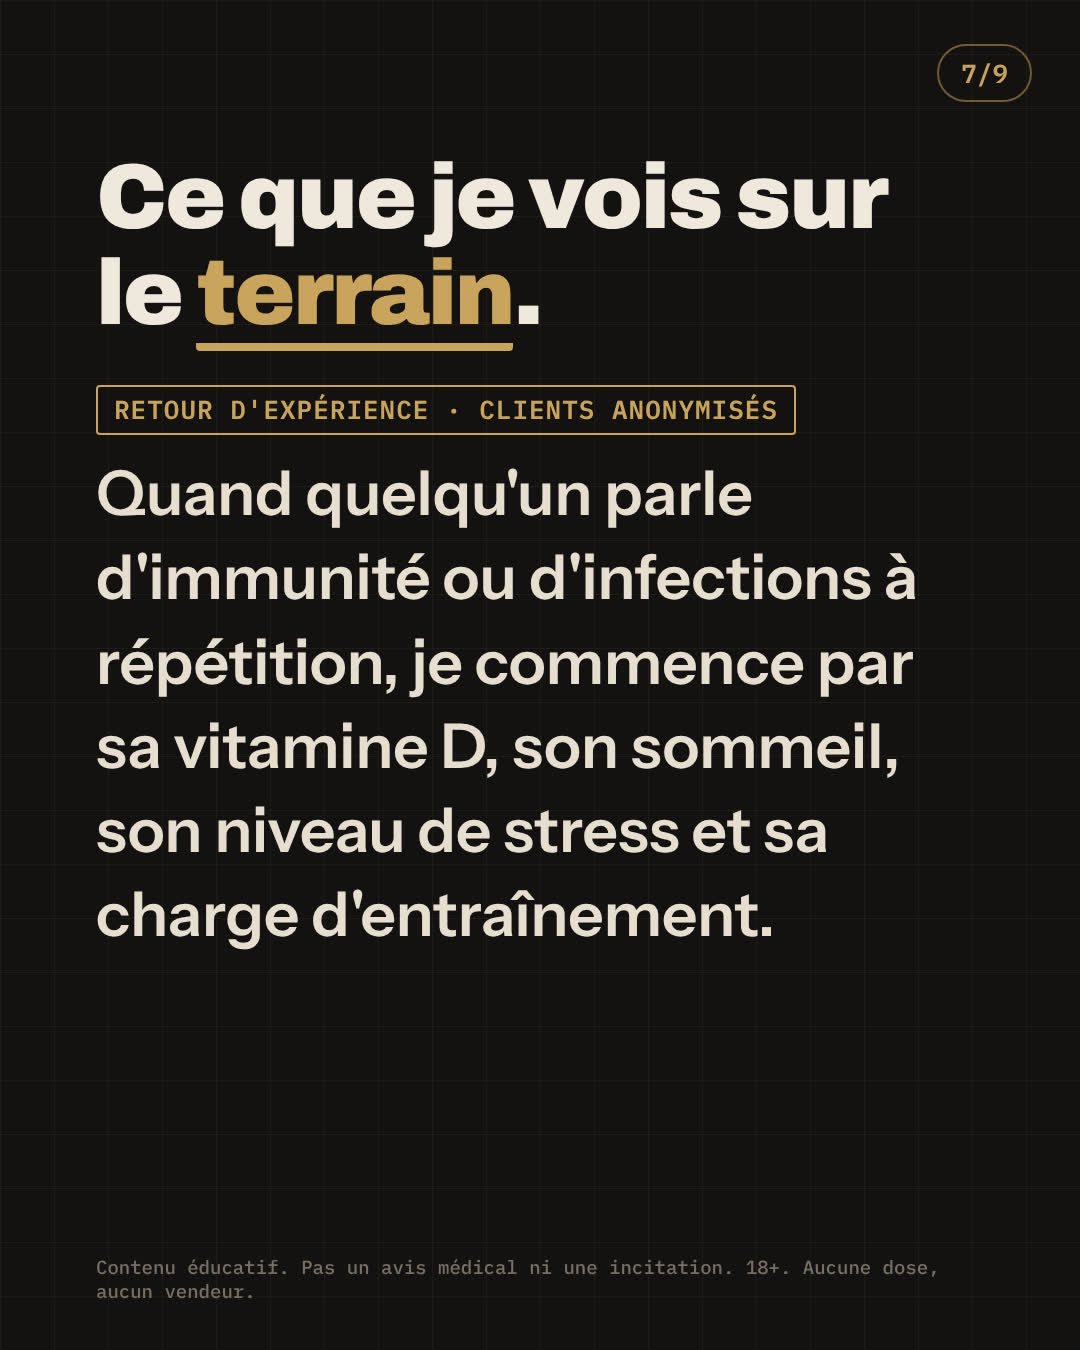 7/9
Ce que je vois sur
le terrain.
RETOUR D'EXPÉRIENCE · CLIENTS ANONYMISÉS
Quand quelqu'un parle
d'immunité ou d'infections à
répétition, je commence par
sa vitamine D, son sommeil,
son niveau de stress et sa
charge d'entraînement.
Contenu éducatif. Pas un avis médical ni une incitation. 18+. Aucune dose,
aucun vendeur.